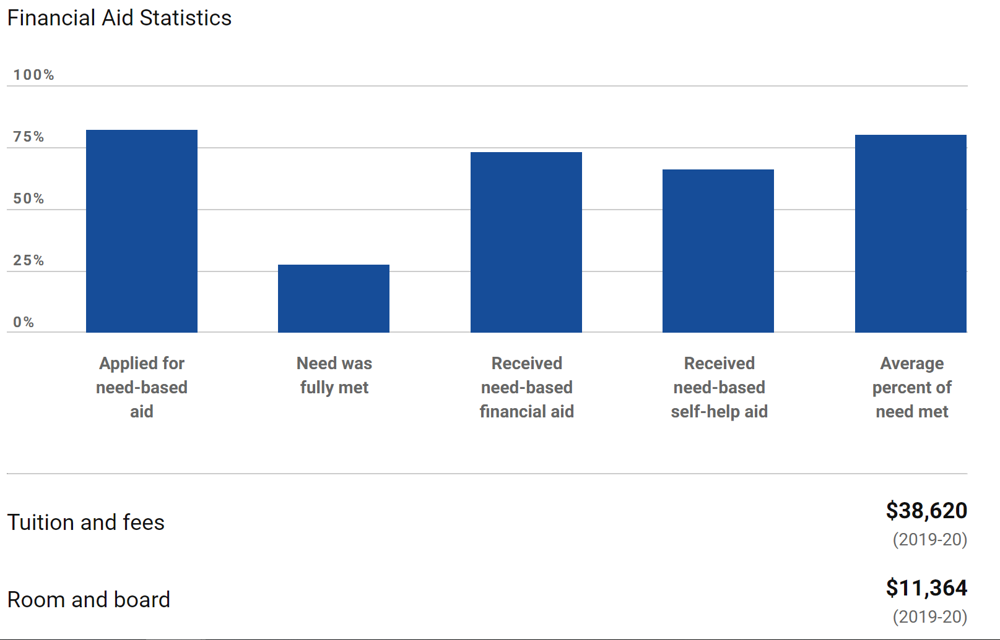 Financial Aid Statistics
100%
75%
50%
25%
0%
Applied for
need-based
aid
Need was
fully met
Received
need-based
financial aid
Received
need-based
self-help aid
Average
percent of
need met
Tuition and fees
$38,620
(2019-20)
Room and board
$11,364
(2019-20)